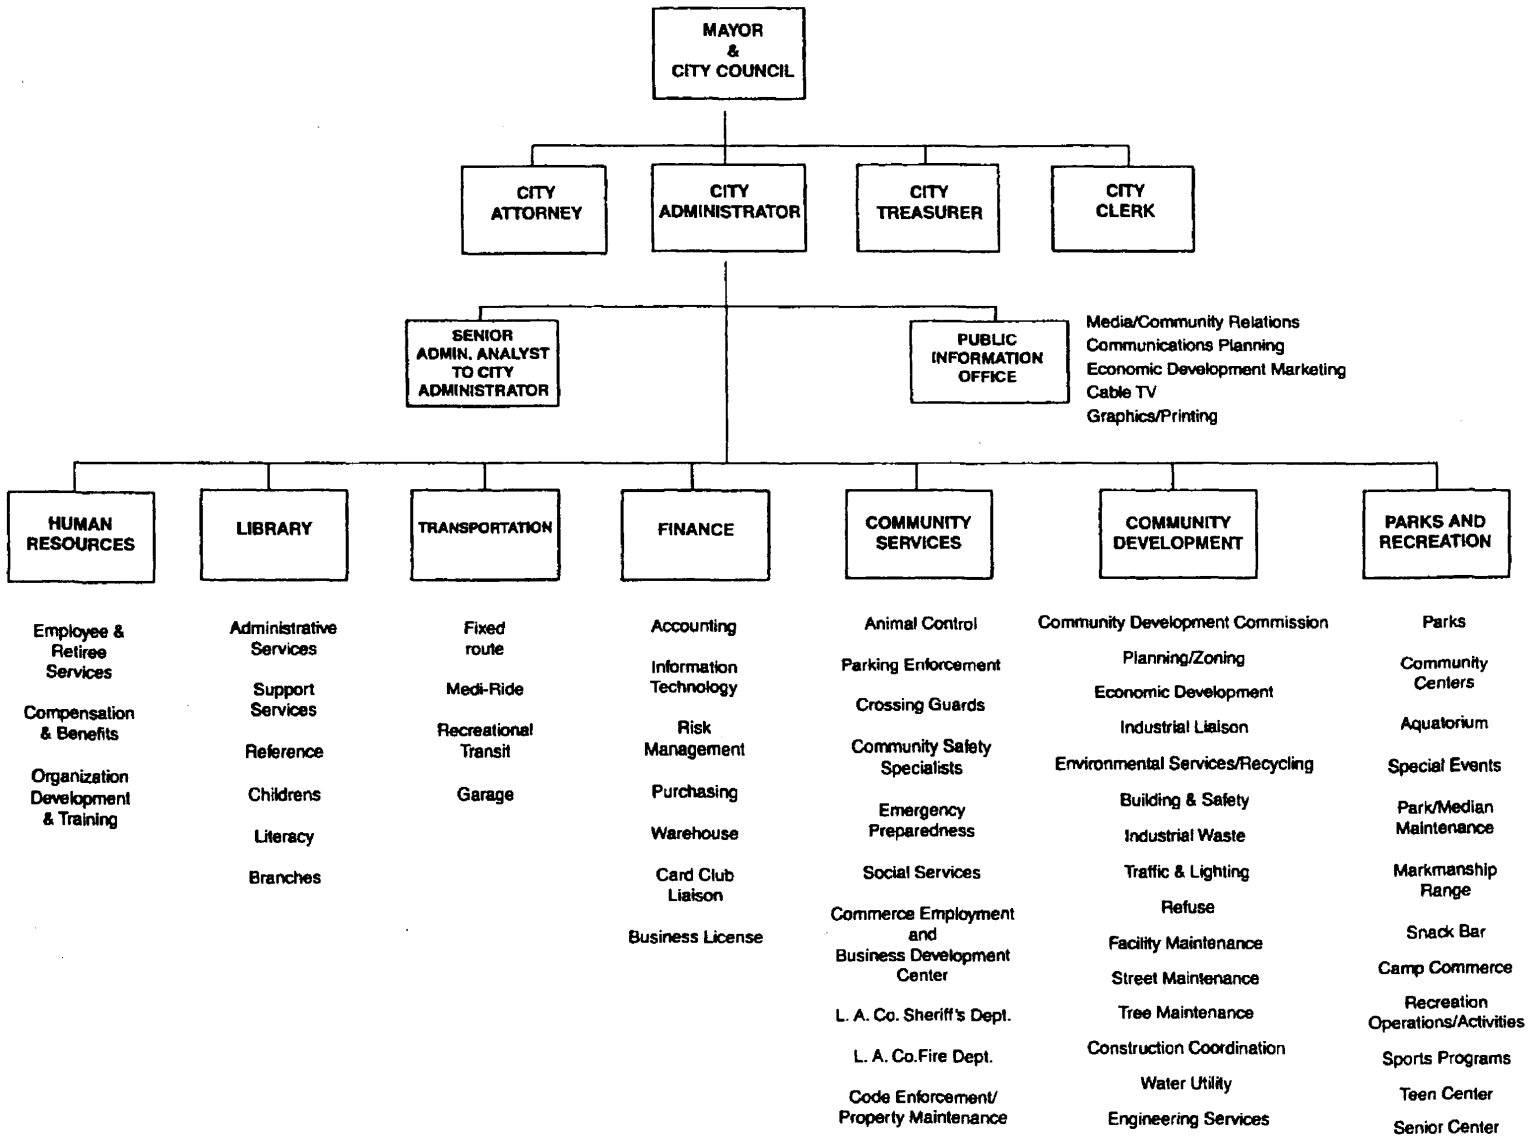 MAYOR
&
CITY COUNCIL
CITY
ATTORNEY
CITY
ADMINISTRATOR
CITY
TREASURER
CITY
CLERK
SENIOR
ADMIN. ANALYST
TO CITY
ADMINISTRATOR
PUBLIC
INFORMATION
OFFICE
Media/Community Relations
Communications Planning
Economic Development Marketing
Cable TV
Graphics/Printing
HUMAN
RESOURCES
Employee &
Retiree
Services
Compensation
& Benefits
Organization
Development
& Training
LIBRARY
Administrative
Services
Support
Services
Reference
Childrens
Literacy
Branches
TRANSPORTATION
Fixed
route
Medi-Ride
Recreational
Transit
Garage
FINANCE
Accounting
Information
Technology
Risk
Management
Purchasing
Warehouse
Card Club
Liaison
Business License
COMMUNITY
SERVICES
Animal Control
Parking Enforcement
Crossing Guards
Community Safety
Specialists
Emergency
Preparedness
Social Services
Commerce Employment
and
Business Development
Center
L. A. Co. Sheriff's Dept.
L. A. Co.Fire Dept.
Code Enforcement/
Property Maintenance
COMMUNITY
DEVELOPMENT
Community Development Commission
Planning/Zoning
Economic Development
Industrial Liaison
Environmental Services/Recycling
Building & Safety
Industrial Waste
Traffic & Lighting
Refuse
Facility Maintenance
Street Maintenance
Tree Maintenance
Construction Coordination
Water Utility
Engineering Services
PARKS AND
RECREATION
Parks
Community
Centers
Aquatorium
Special Events
Park/Median
Maintenance
Markmanship
Range
Snack Bar
Camp Commerce
Recreation
Operations/Activities
Sports Programs
Teen Center
Senior Center